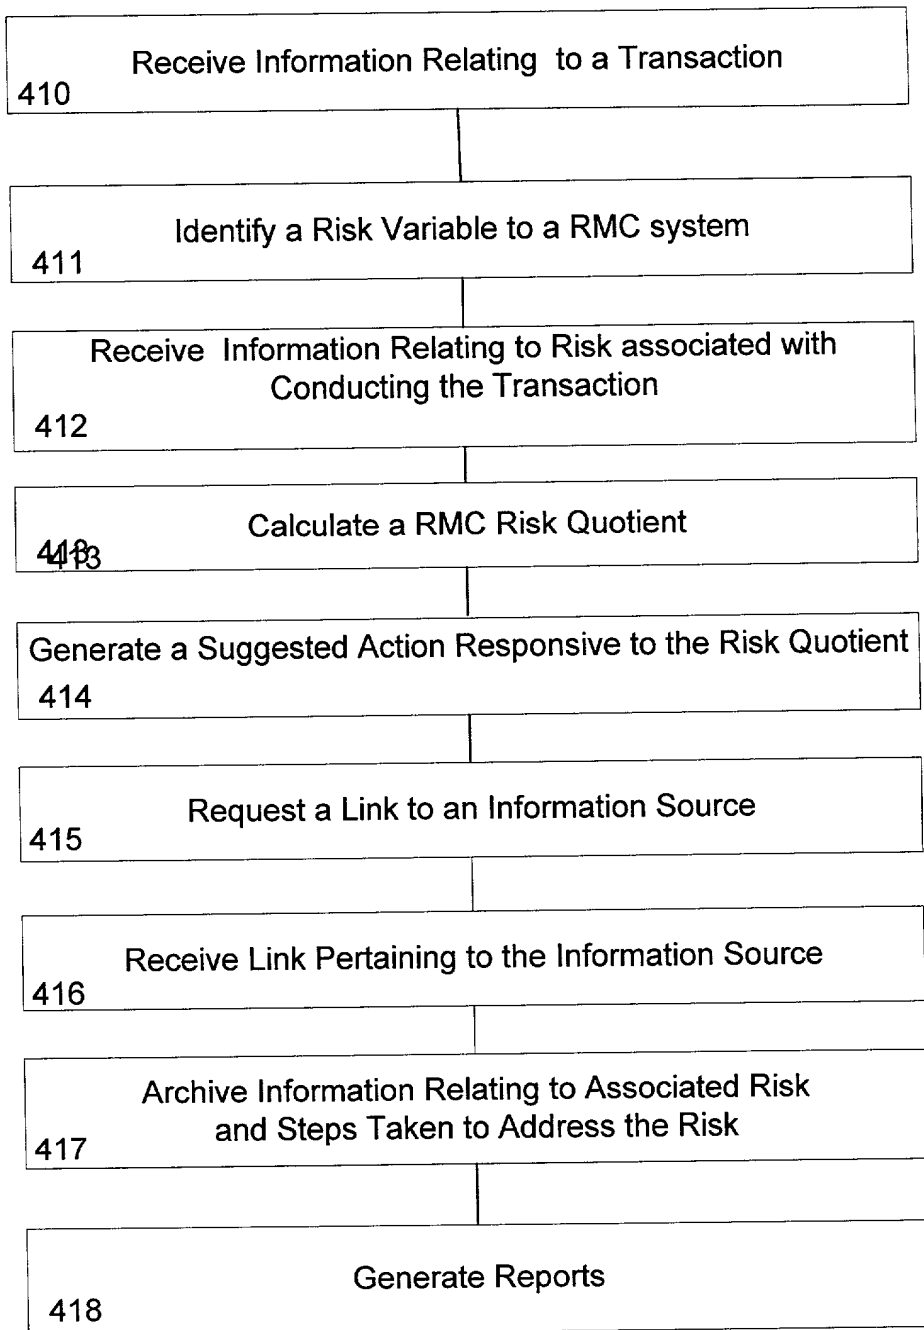 Receive Information Relating to a Transaction
410
Identify a Risk Variable to a RMC system
411
Receive Information Relating to Risk associated with
Conducting the Transaction
412
Calculate a RMC Risk Quotient
413
Generate a Suggested Action Responsive to the Risk Quotient
414
Request a Link to an Information Source
415
Receive Link Pertaining to the Information Source
416
Archive Information Relating to Associated Risk
and Steps Taken to Address the Risk
417
Generate Reports
418